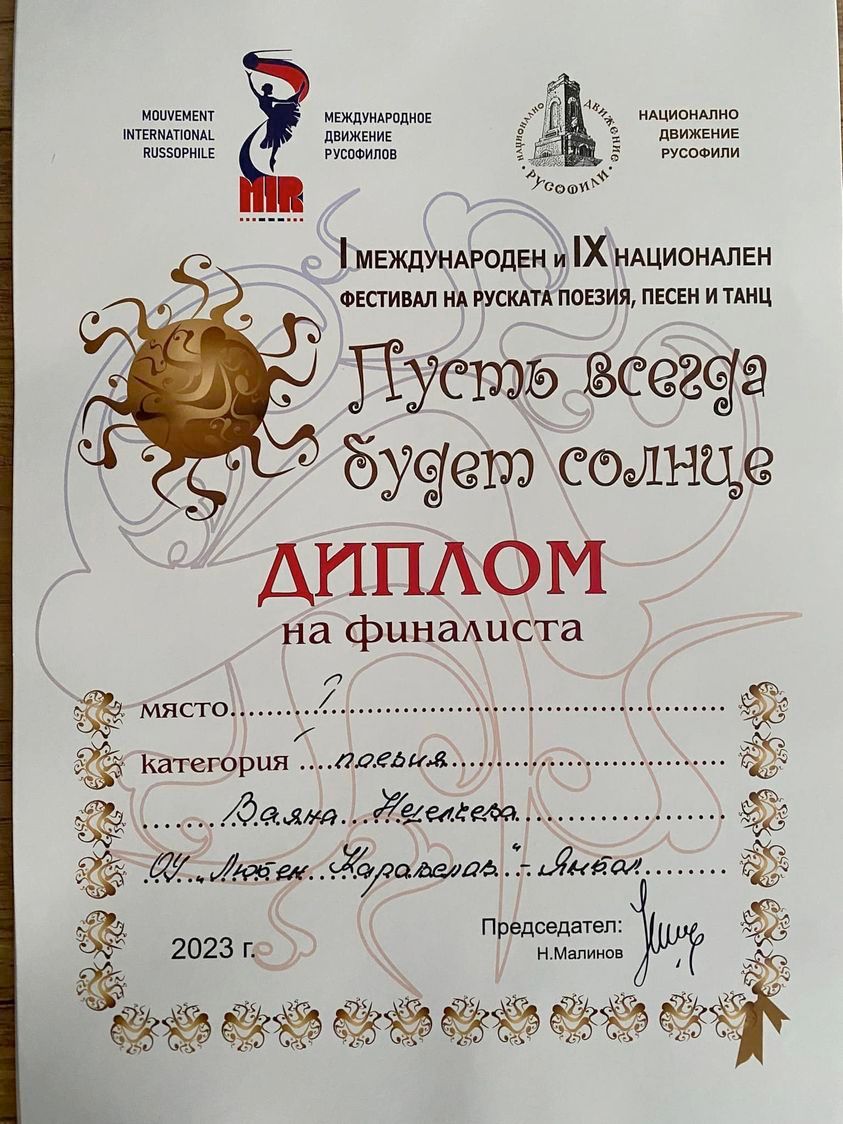 MOUVEMENT
INTERNATIONAL
RUSSOPHILE
MIR
МЕЖДУНАРОДНОЕ
ДВИЖЕНИЕ
РУСОФИЛОВ
НАЦИОНАЛНО ДВИЖЕНИЕ
• РУСОФИЛИ •
НАЦИОНАЛНО
ДВИЖЕНИЕ
РУСОФИЛИ
I МЕЖДУНАРОДЕН и IX НАЦИОНАЛЕН
ФЕСТИВАЛ НА РУСКАТА ПОЕЗИЯ, ПЕСЕН И ТАНЦ
Пусть всегда
будет солнце
ДИПЛОМ
на финалиста
място
категория поезия
Ваяна Неделчева
ОУ „Любен Каравелов“ - Ямбол
2023 г.
Председател:
Н.Малинов